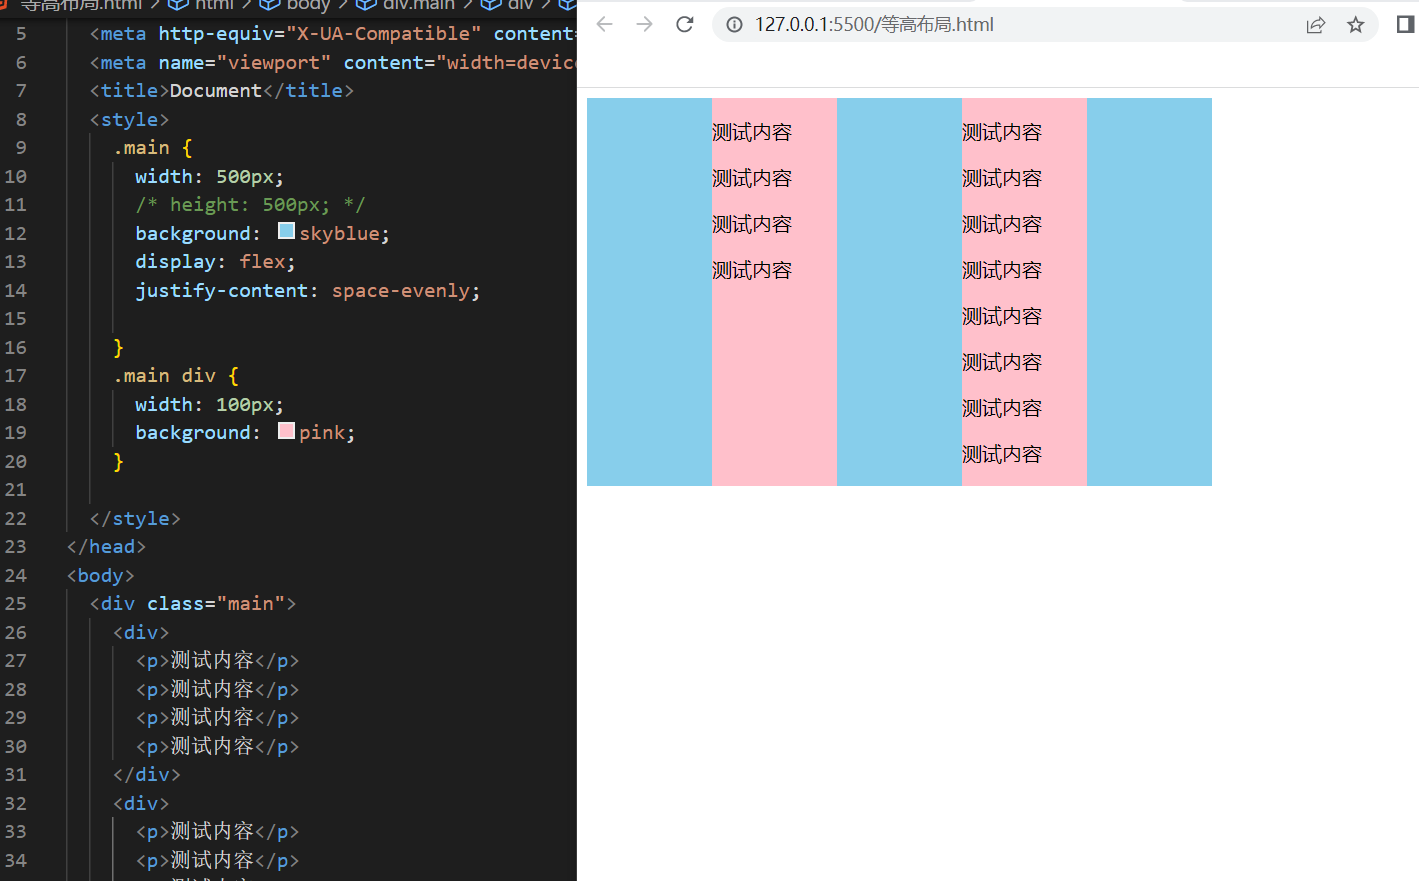 等高布局.html > html > body > div.main > div >
5 <meta http-equiv="X-UA-Compatible" content=
6 <meta name="viewport" content="width=devic
7 <title>Document</title>
8 <style>
9 .main {
10 width: 500px;
11 /* height: 500px; */
12 background: skyblue;
13 display: flex;
14 justify-content: space-evenly;
15
16 }
17 .main div {
18 width: 100px;
19 background: pink;
20 }
21
22 </style>
23 </head>
24 <body>
25 <div class="main">
26 <div>
27 <p>测试内容</p>
28 <p>测试内容</p>
29 <p>测试内容</p>
30 <p>测试内容</p>
31 </div>
32 <div>
33 <p>测试内容</p>
34 <p>测试内容</p>
127.0.0.1:5500/等高布局.html
测试内容
测试内容
测试内容
测试内容
测试内容
测试内容
测试内容
测试内容
测试内容
测试内容
测试内容
测试内容